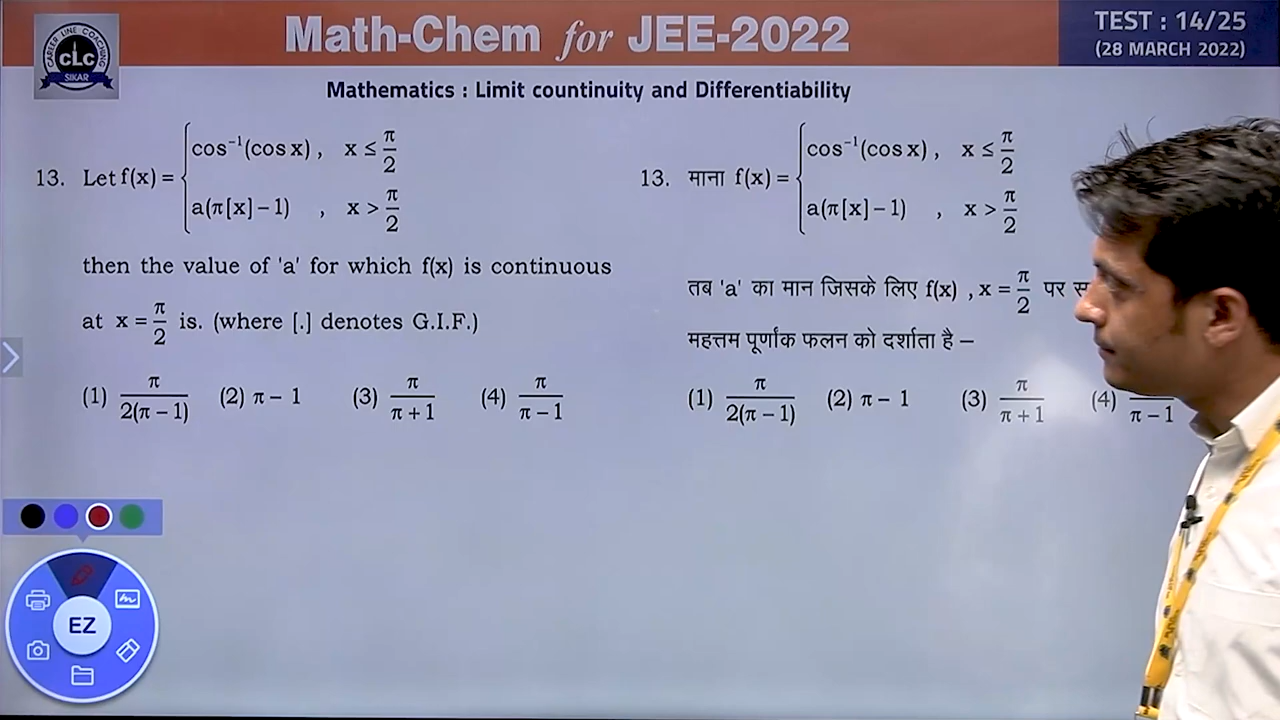 CAREER LINE COACHING
CLC
SIKAR
Math-Chem for JEE-2022
TEST : 14/25
(28 MARCH 2022)
Mathematics : Limit countinuity and Differentiability
13. Let f(x) = { cos⁻¹(cos x) , x ≤ π/2
a(π[x] − 1) , x > π/2
then the value of 'a' for which f(x) is continuous
at x = π/2 is. (where [.] denotes G.I.F.)
(1) π/2(π − 1) (2) π − 1 (3) π/π + 1 (4) π/π − 1
13. माना f(x) = { cos⁻¹(cos x) , x ≤ π/2
a(π[x] − 1) , x > π/2
तब 'a' का मान जिसके लिए f(x) , x = π/2 पर
महत्तम पूर्णांक फलन को दर्शाता है –
(1) π/2(π − 1) (2) π − 1 (3) π/π + 1 (4) π − 1
EZ